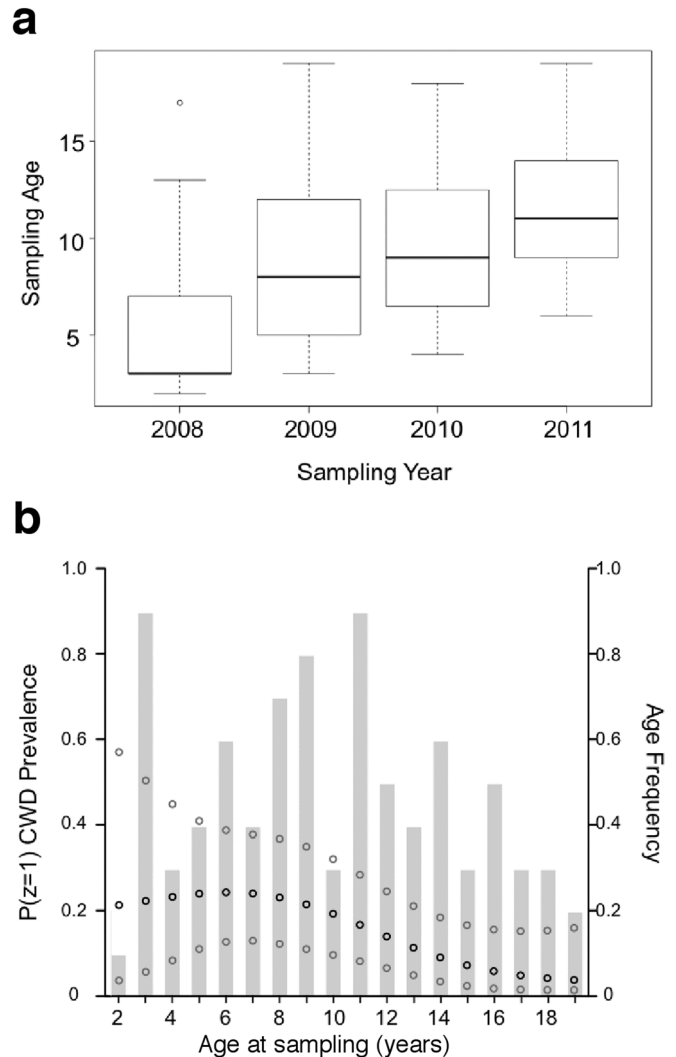 a
15
10
5
Sampling Age
2008 2009 2010 2011
Sampling Year
b
1.0 1.0
0.8 0.8
0.6 0.6
0.4 0.4
0.2 0.2
0 0
P(z=1) CWD Prevalence
Age Frequency
2 4 6 8 10 12 14 16 18
Age at sampling (years)